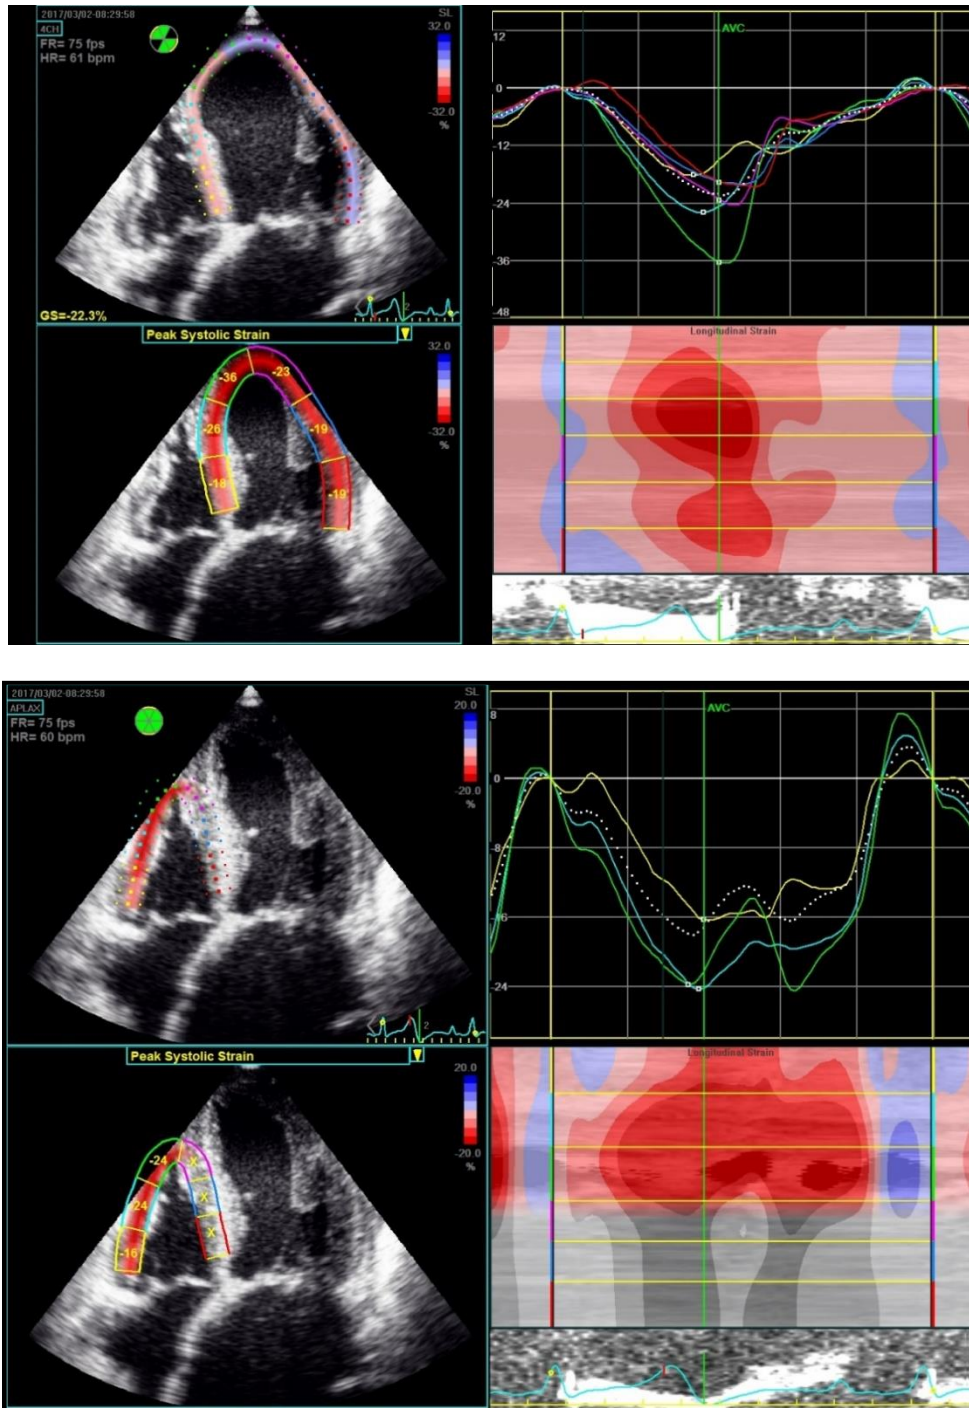 2017/03/02-08:29:58
4CH
FR= 75 fps
HR= 61 bpm
SL
32.0
-32.0
%
GS=-22.3%
2
AVC
12
0
-12
-24
-36
-48
Peak Systolic Strain
32.0
-32.0
%
-36
-23
-26
-19
-18
-19
Longitudinal Strain
2017/03/02-08:29:58
APLAX
FR= 75 fps
HR= 60 bpm
SL
20.0
-20.0
%
2
AVC
8
0
-8
-16
-24
Peak Systolic Strain
20.0
-20.0
%
-24
X
-24
X
-16
X
Longitudinal Strain